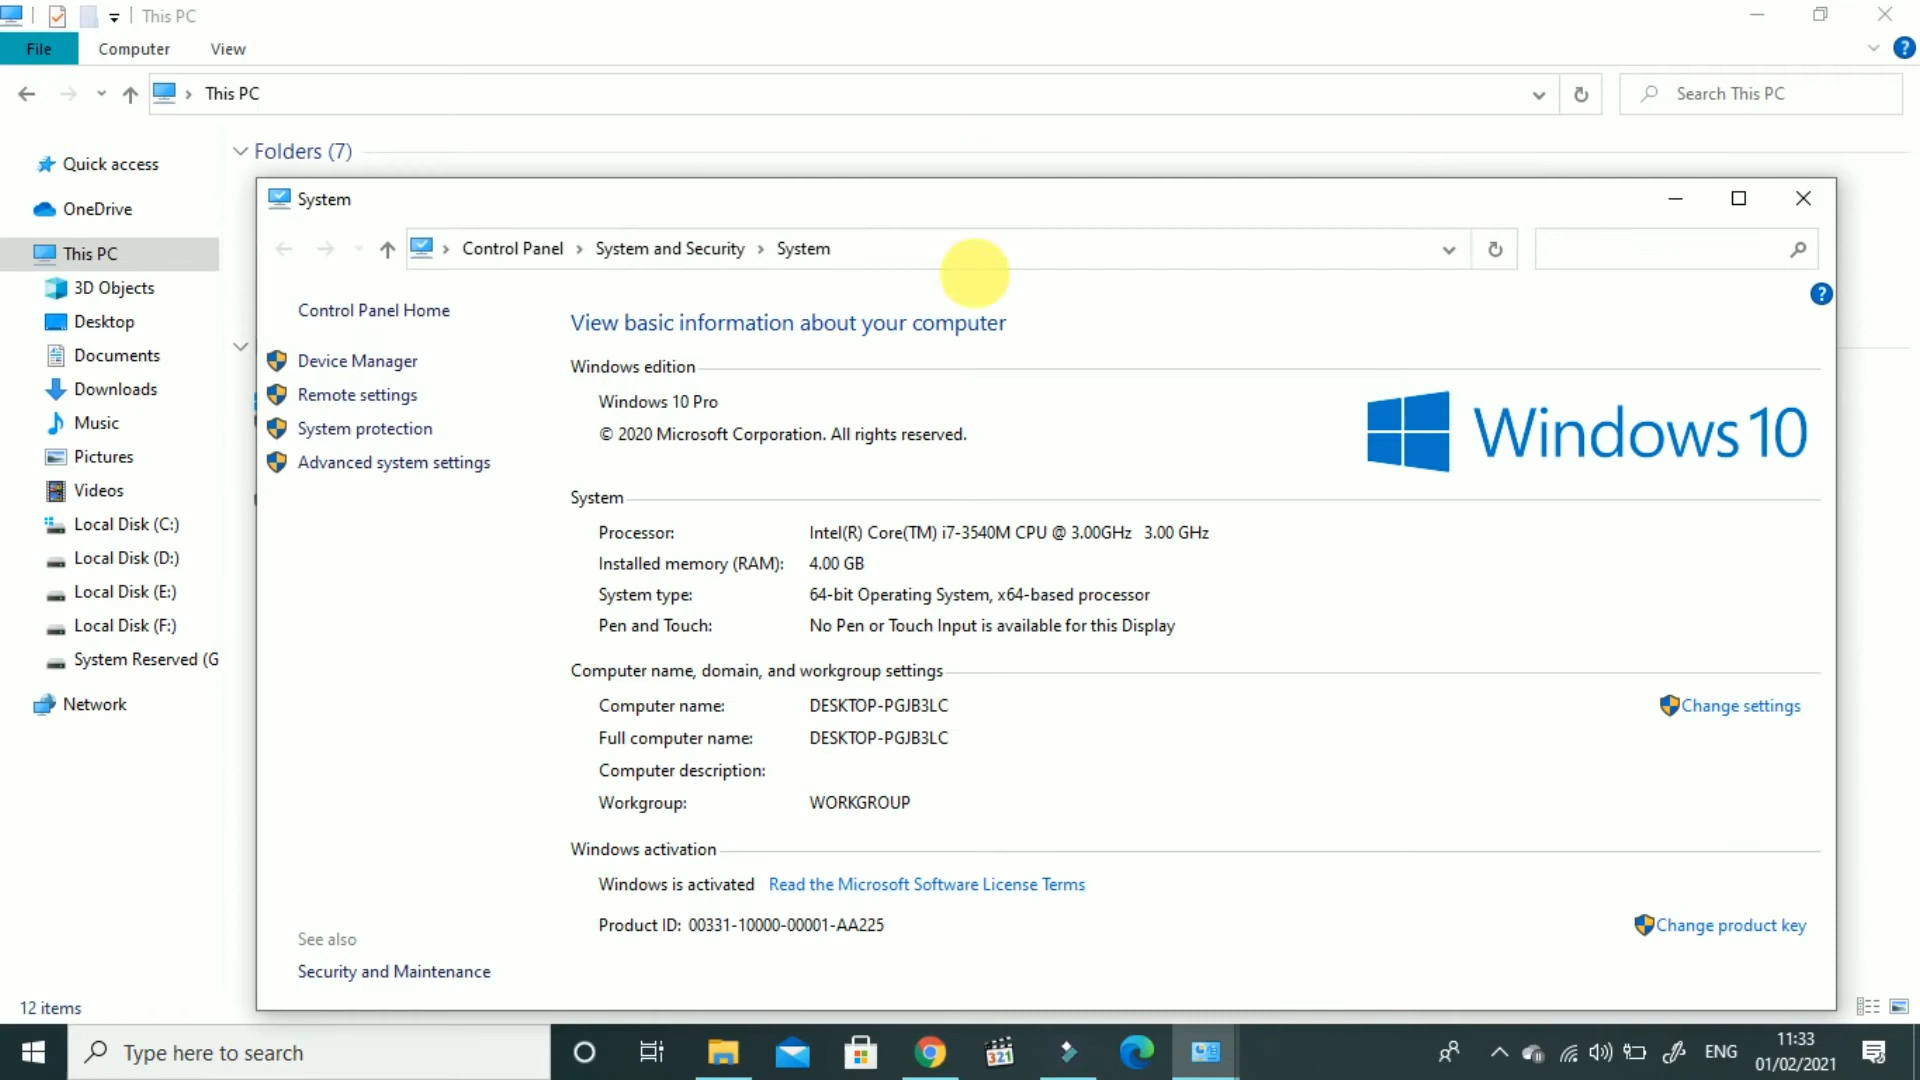 This PC
File Computer View
This PC
Search This PC
Quick access
OneDrive
This PC
3D Objects
Desktop
Documents
Downloads
Music
Pictures
Videos
Local Disk (C:)
Local Disk (D:)
Local Disk (E:)
Local Disk (F:)
System Reserved (G
Network
12 items
Folders (7)
System
Control Panel › System and Security › System
Control Panel Home
Device Manager
Remote settings
System protection
Advanced system settings
See also
Security and Maintenance
View basic information about your computer
Windows edition
Windows 10 Pro
© 2020 Microsoft Corporation. All rights reserved.
Windows 10
System
Processor: Intel(R) Core(TM) i7-3540M CPU @ 3.00GHz 3.00 GHz
Installed memory (RAM): 4.00 GB
System type: 64-bit Operating System, x64-based processor
Pen and Touch: No Pen or Touch Input is available for this Display
Computer name, domain, and workgroup settings
Computer name: DESKTOP-PGJB3LC
Change settings
Full computer name: DESKTOP-PGJB3LC
Computer description:
Workgroup: WORKGROUP
Windows activation
Windows is activated Read the Microsoft Software License Terms
Product ID: 00331-10000-00001-AA225
Change product key
Type here to search
321
ENG
11:33
01/02/2021